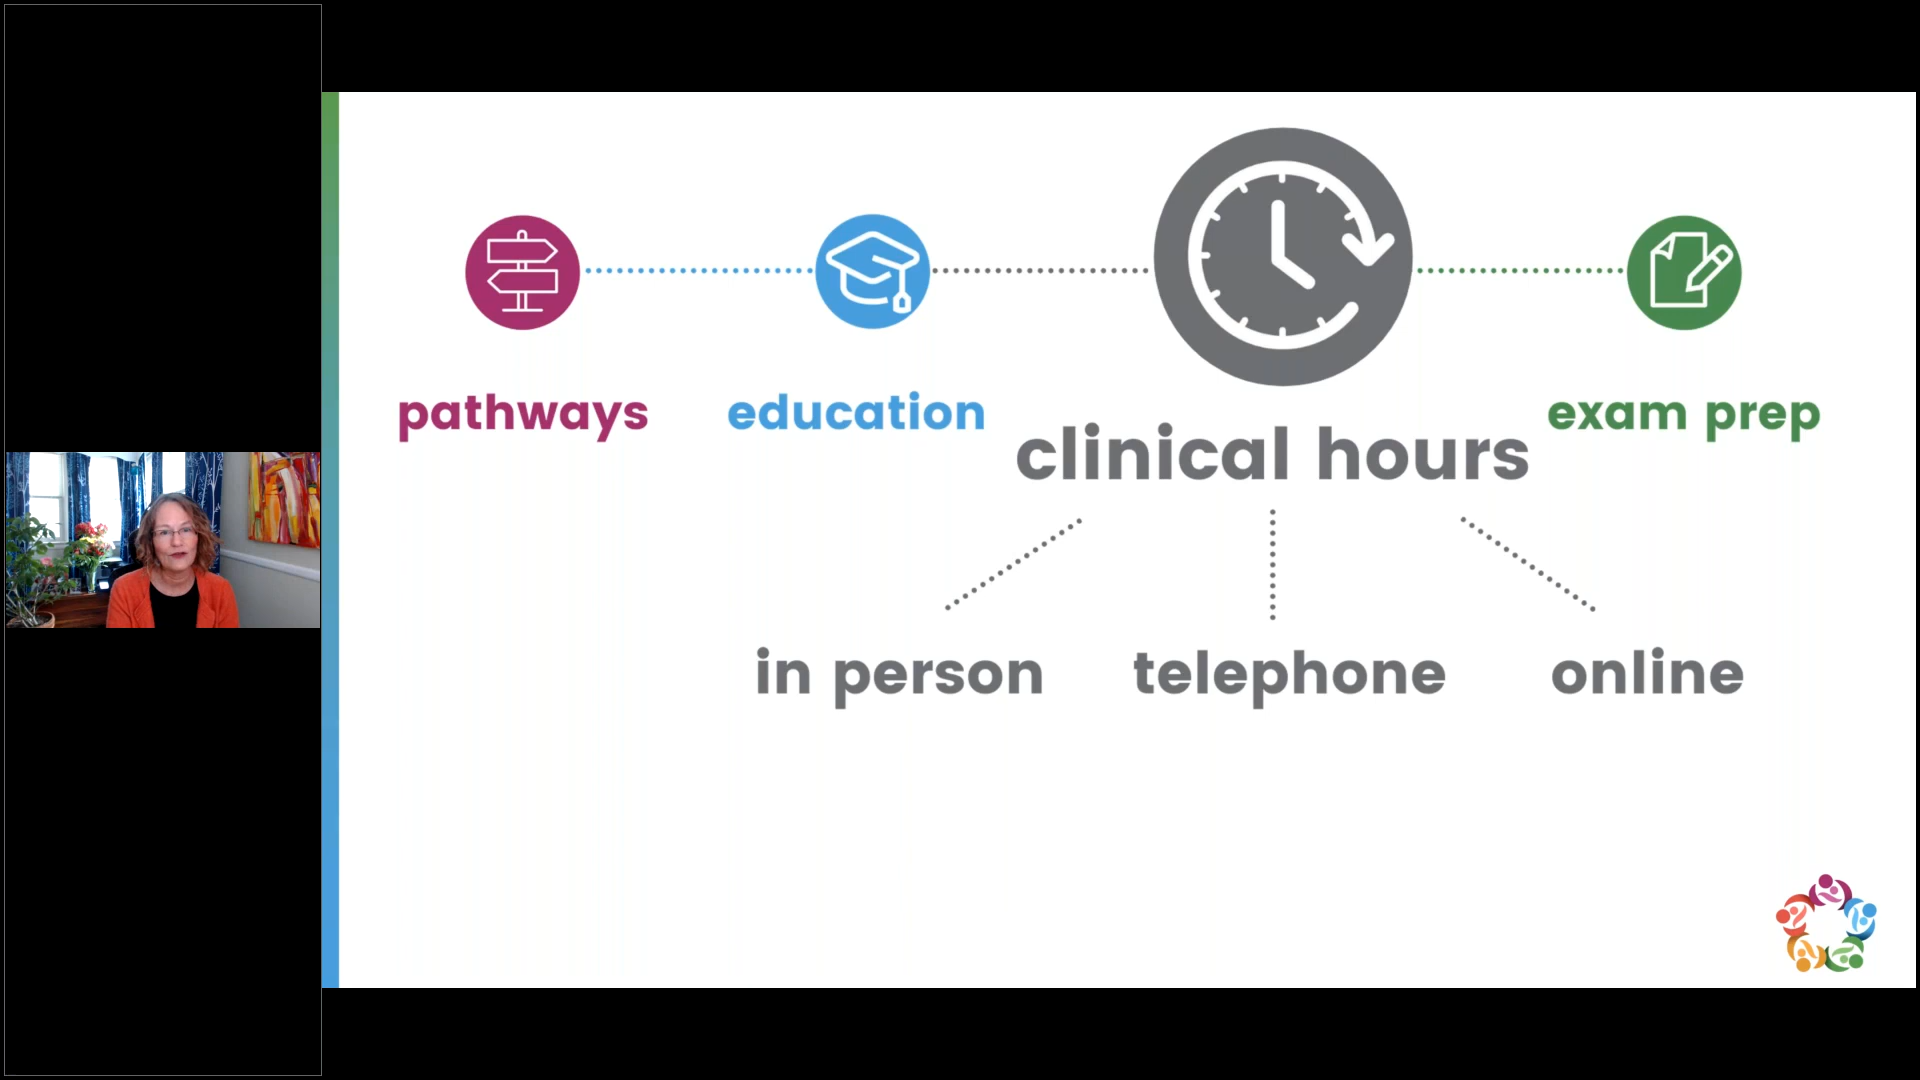 pathways
education
clinical hours
exam prep
in person
telephone
online